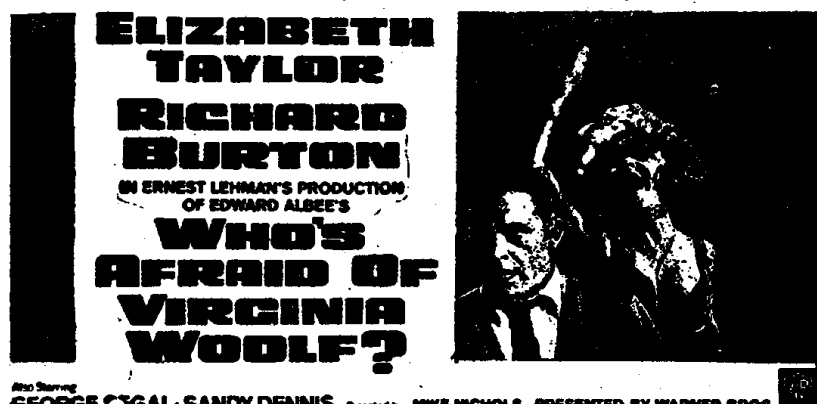 ELIZABETH
TAYLOR
RICHARD
BURTON
IN ERNEST LEHMAN'S PRODUCTION
OF EDWARD ALBEE'S
WHO'S
AFRAID OF
VIRGINIA
WOOLF?
Also Starring
GEORGE SEGAL · SANDY DENNIS MIKE NICHOLS PRESENTED BY WARNER BROS.